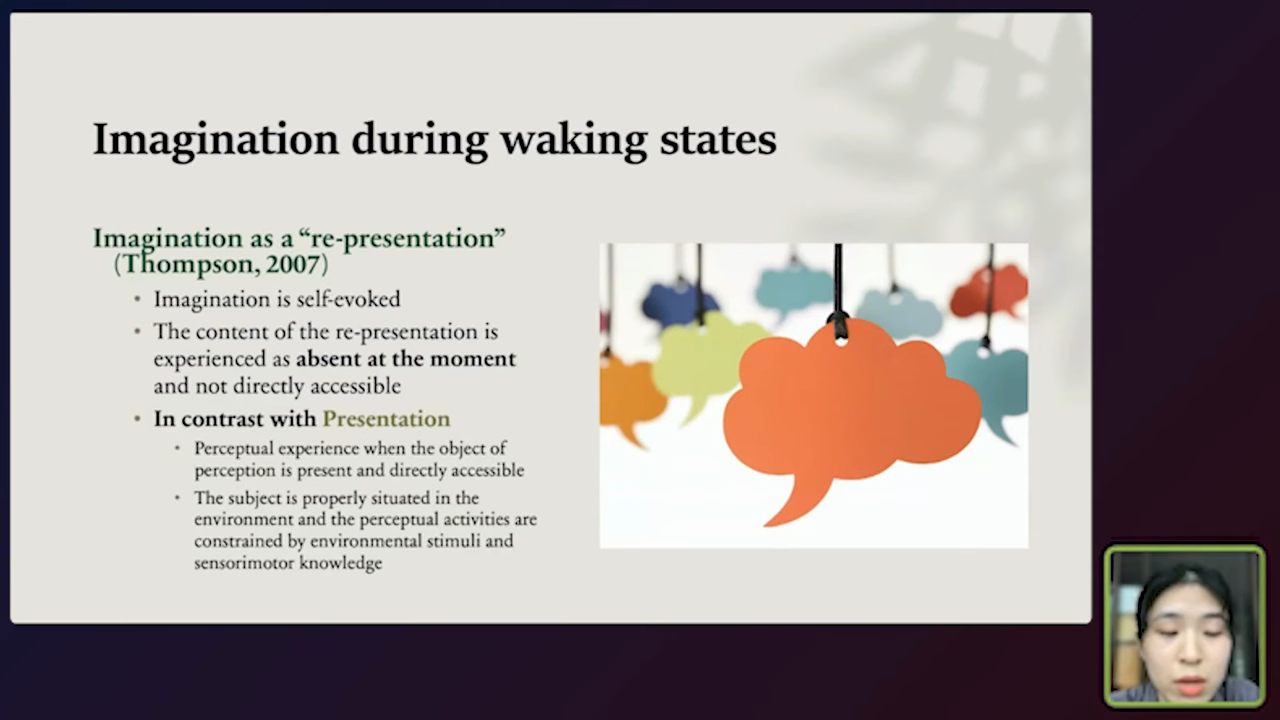 Imagination during waking states
Imagination as a “re-presentation”
(Thompson, 2007)
• Imagination is self-evoked
• The content of the re-presentation is
experienced as absent at the moment
and not directly accessible
• In contrast with Presentation
• Perceptual experience when the object of
perception is present and directly accessible
• The subject is properly situated in the
environment and the perceptual activities are
constrained by environmental stimuli and
sensorimotor knowledge